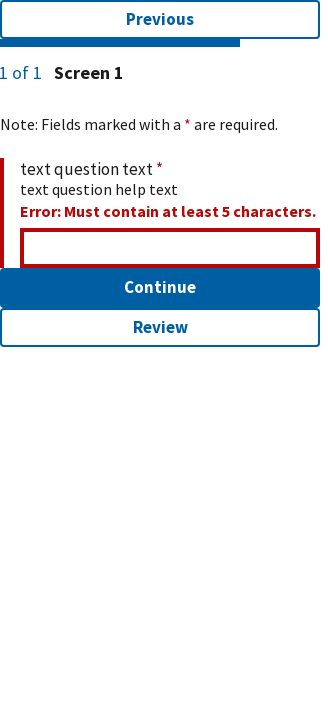 Previous
1 of 1 Screen 1
Note: Fields marked with a * are required.
text question text *
text question help text
Error: Must contain at least 5 characters.
Continue
Review